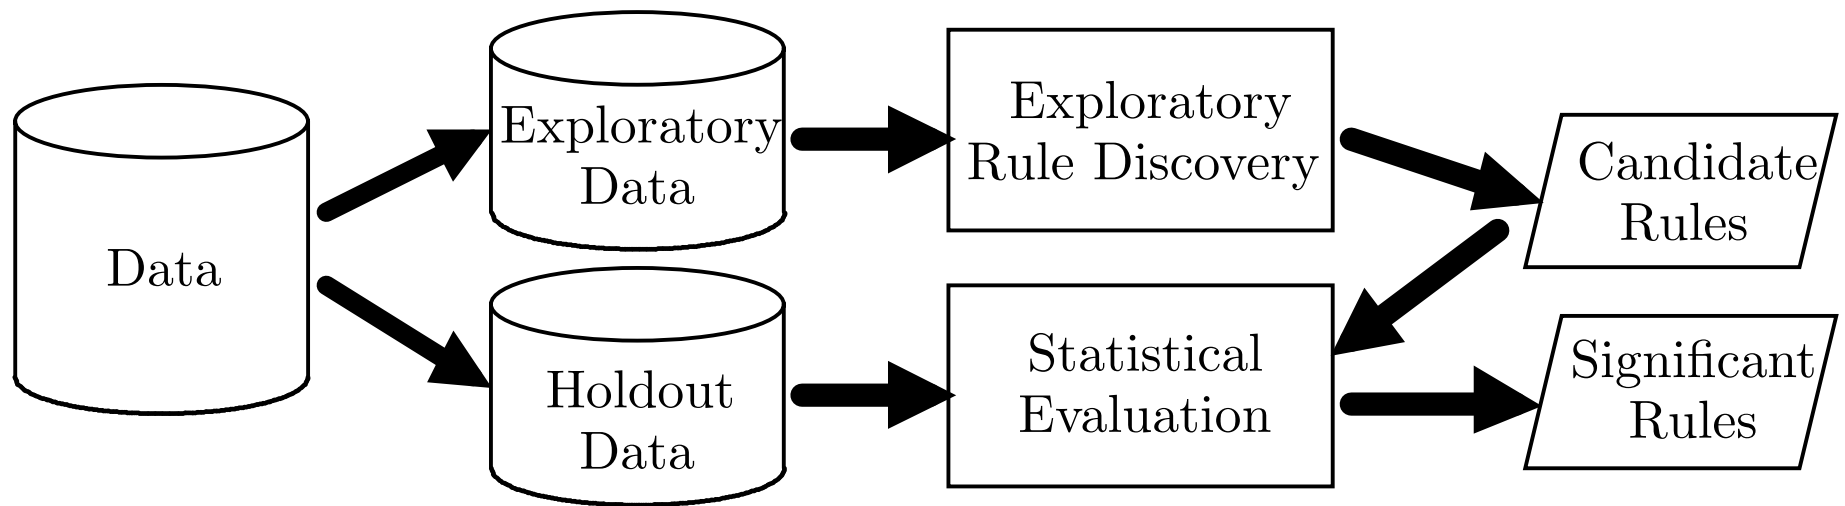 Data
Exploratory
Data
Holdout
Data
Exploratory
Rule Discovery
Statistical
Evaluation
Candidate
Rules
Significant
Rules